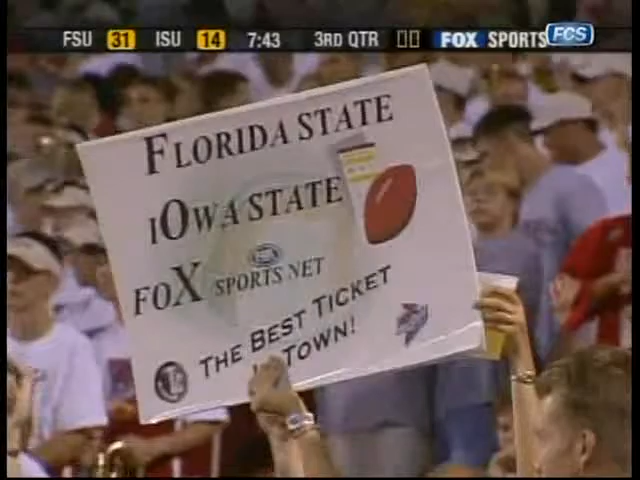 FSU 31 ISU 14 7:43 3RD QTR FOX SPORTS FCS
FLORIDA STATE
IOWA STATE
FOX SPORTS NET
THE BEST TICKET
TOWN!